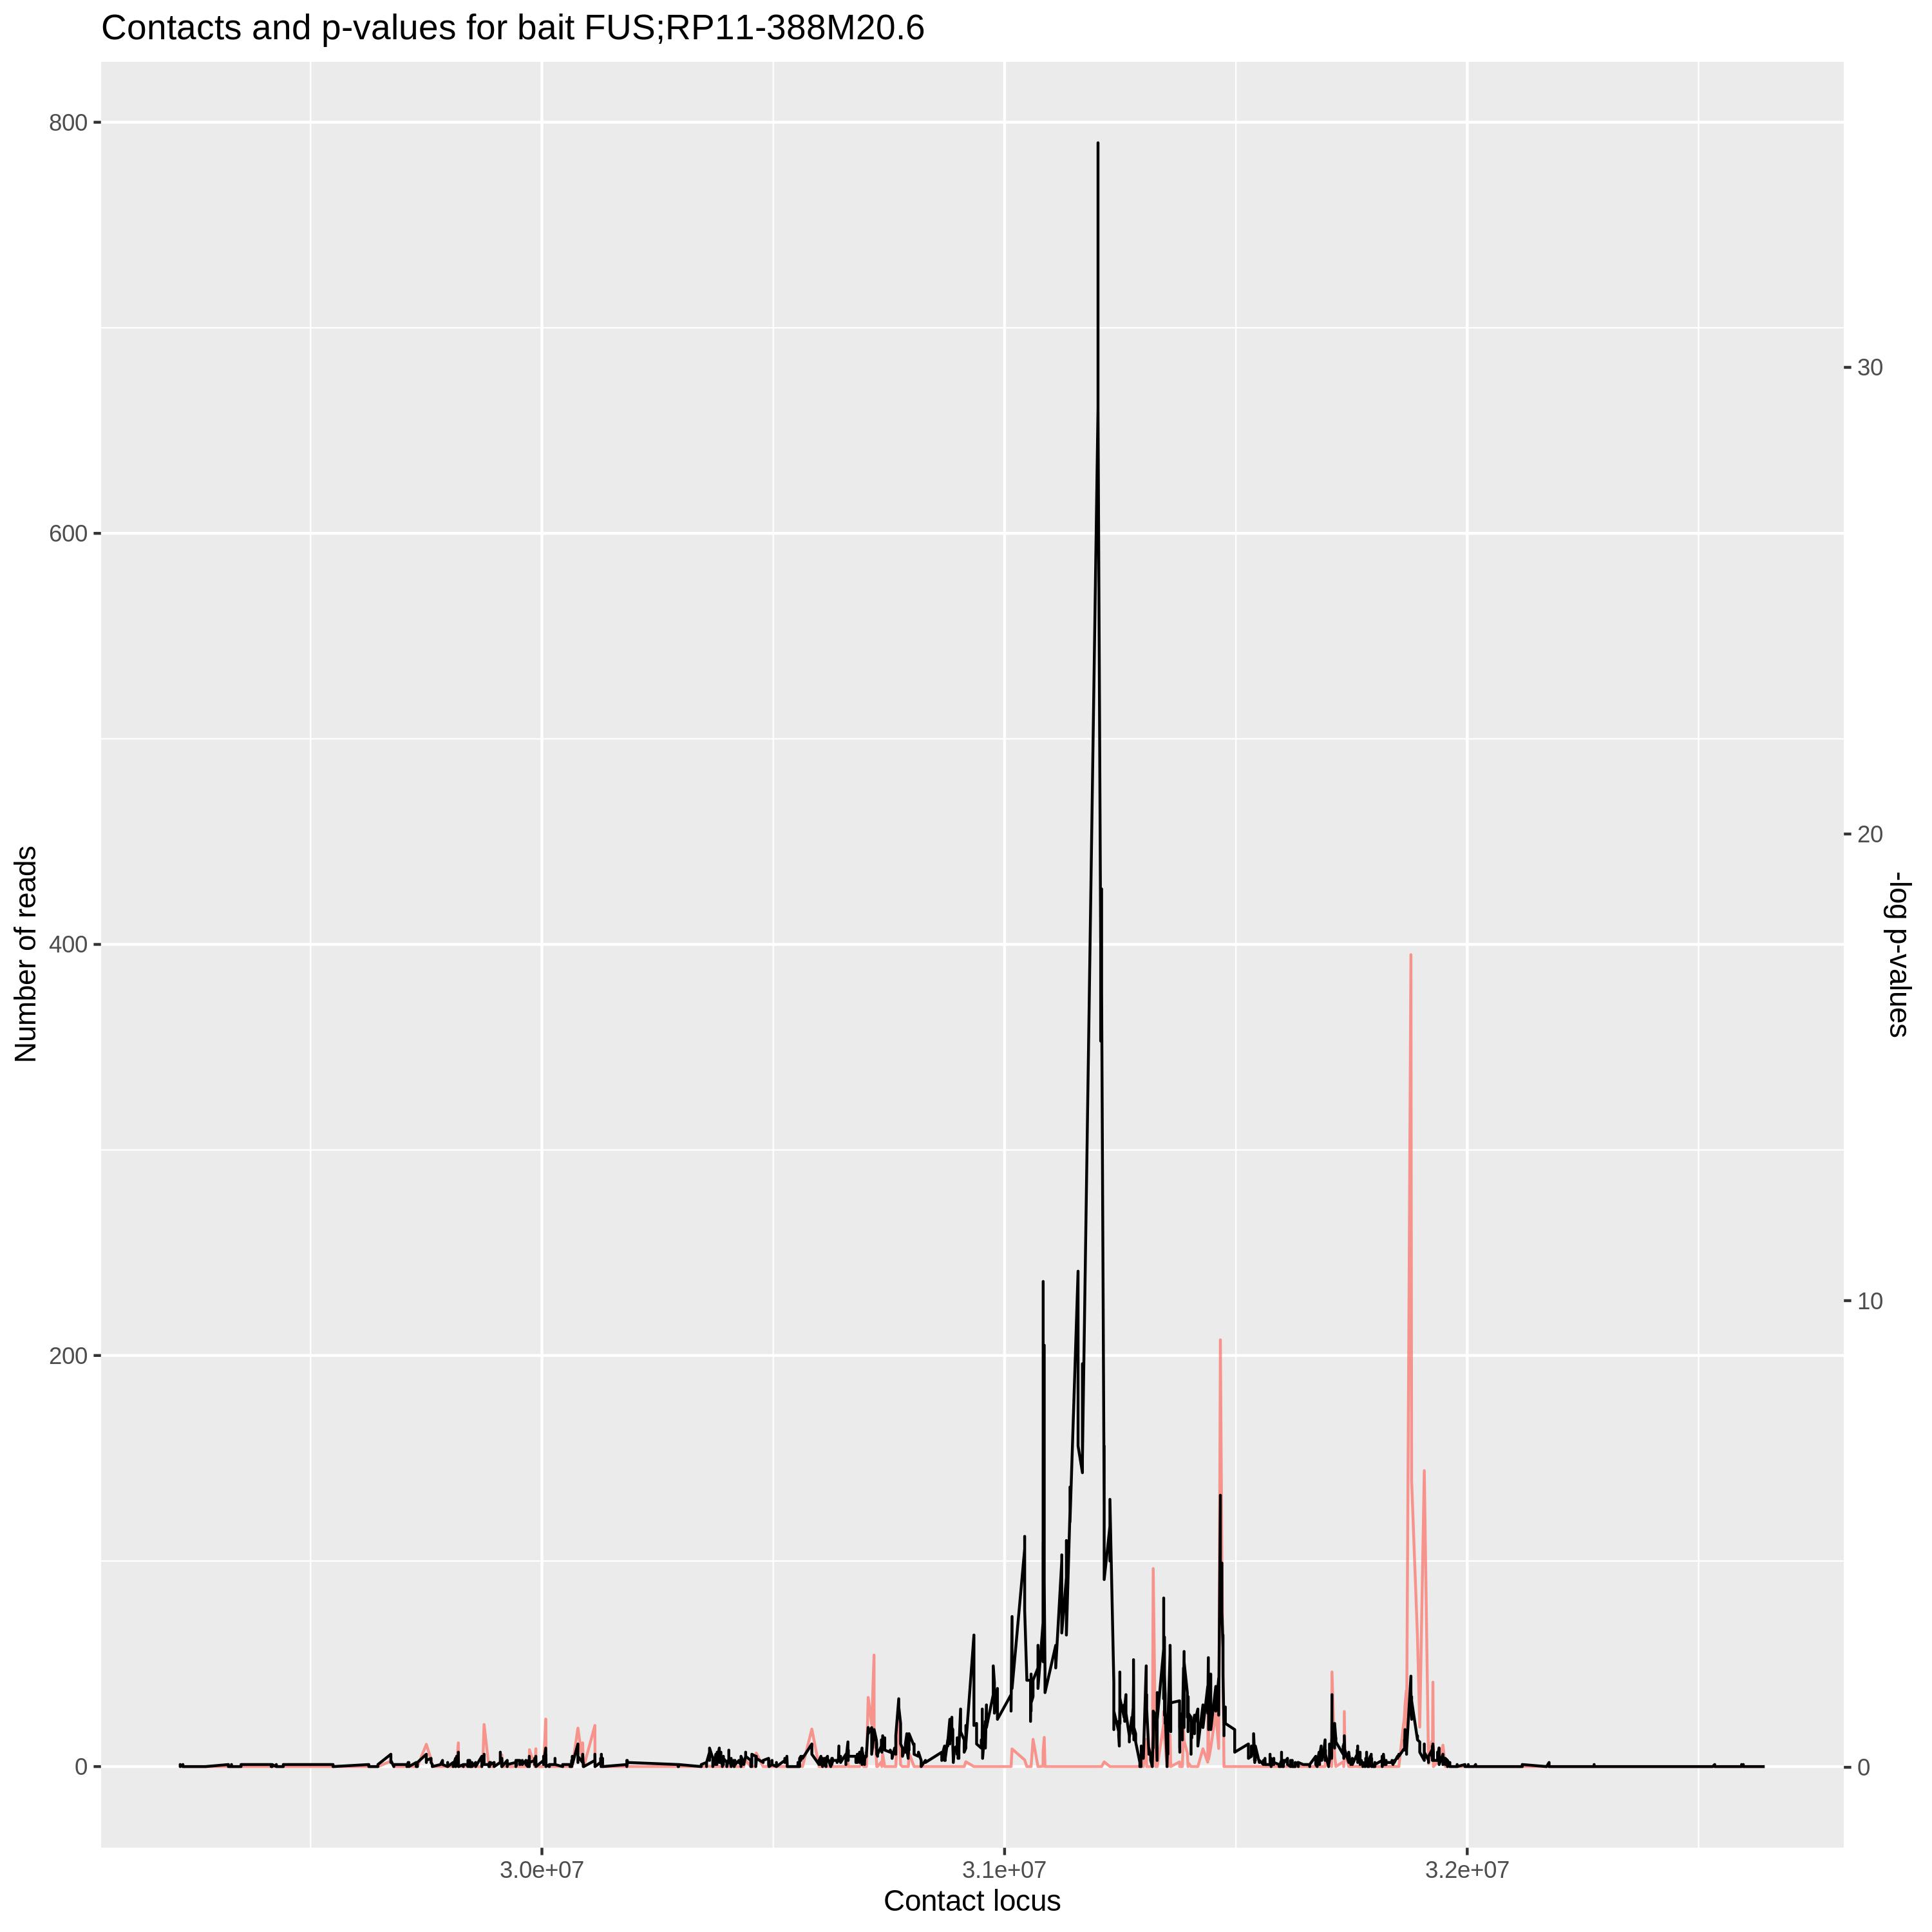 Contacts and p-values for bait FUS;RP11-388M20.6
800
600
400
200
0
Number of reads
30
20
10
0
-log p-values
3.0e+07
3.1e+07
3.2e+07
Contact locus